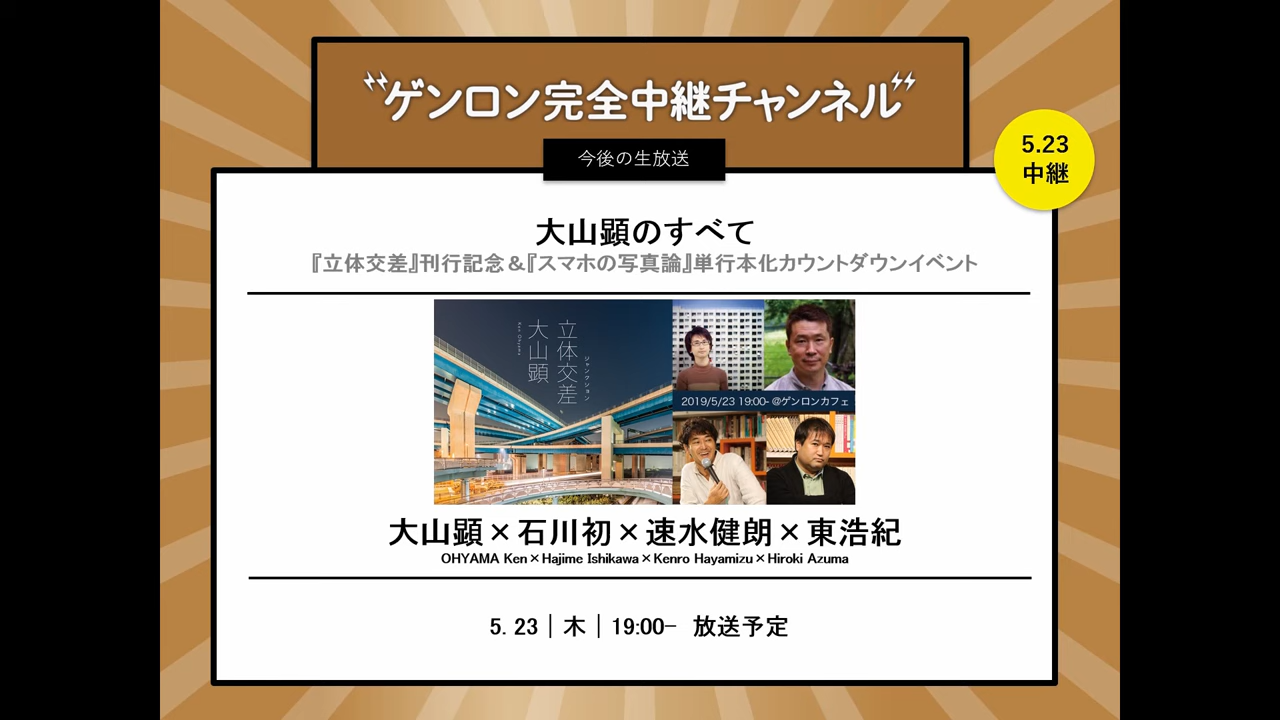 ゲンロン完全中継チャンネル
今後の生放送
5.23
中継
大山顕のすべて
『立体交差』刊行記念&『スマホの写真論』単行本化カウントダウンイベント
立体交差
ジャンクション
大山顕
Ken Ohyama
2019/5/23 19:00- @ゲンロンカフェ
大山顕×石川初×速水健朗×東浩紀
OHYAMA Ken×Hajime Ishikawa×Kenro Hayamizu×Hiroki Azuma
5. 23｜木｜19:00− 放送予定